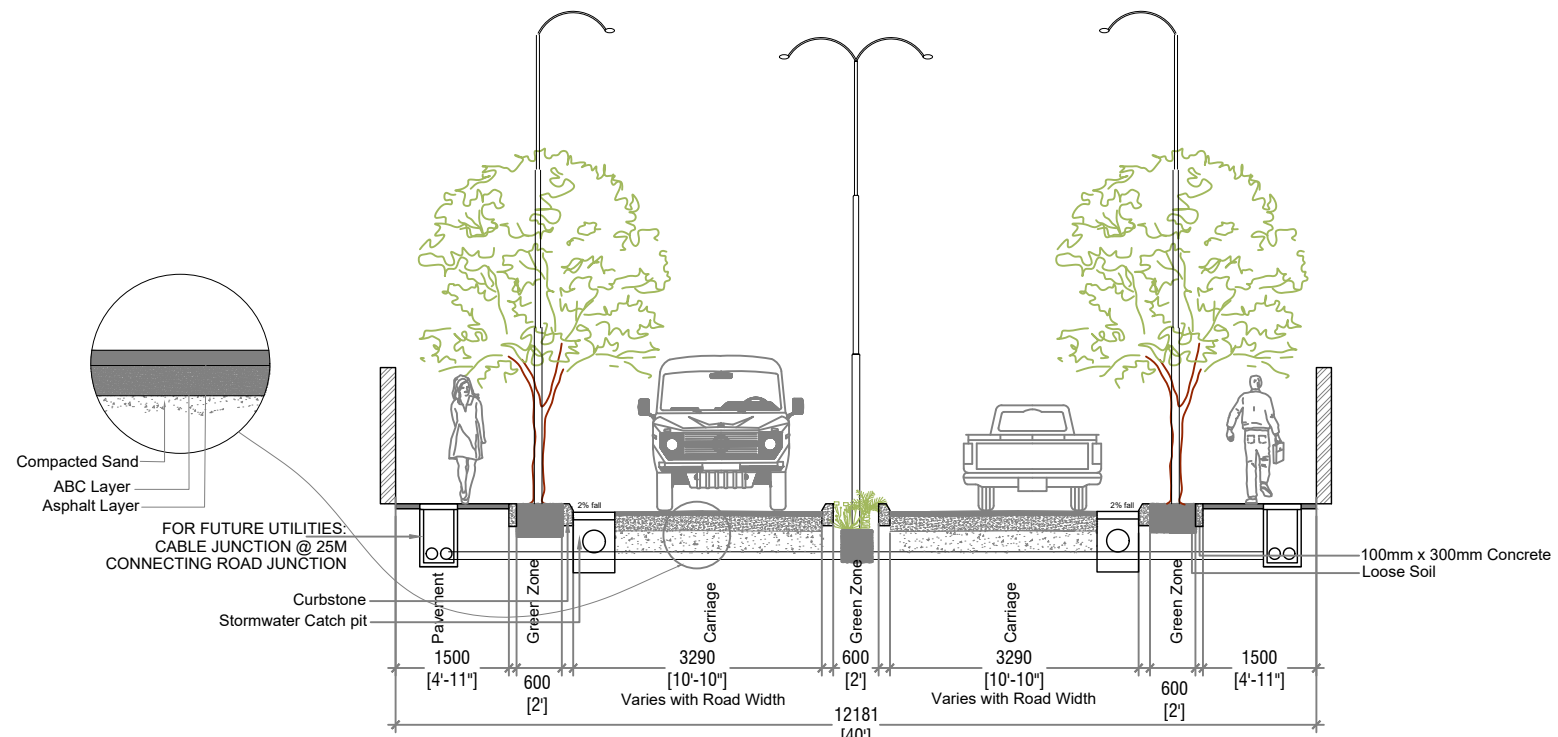 Compacted Sand
ABC Layer
Asphalt Layer
FOR FUTURE UTILITIES:
CABLE JUNCTION @ 25M
CONNECTING ROAD JUNCTION
Curbstone
Stormwater Catch pit
2% fall
2% fall
100mm x 300mm Concrete
Loose Soil
Pavement
Green Zone
Carriage
Green Zone
Carriage
Green Zone
1500
[4'-11"]
600
[2']
3290
[10'-10"]
Varies with Road Width
600
[2']
3290
[10'-10"]
Varies with Road Width
600
[2']
1500
[4'-11"]
12181
[40']